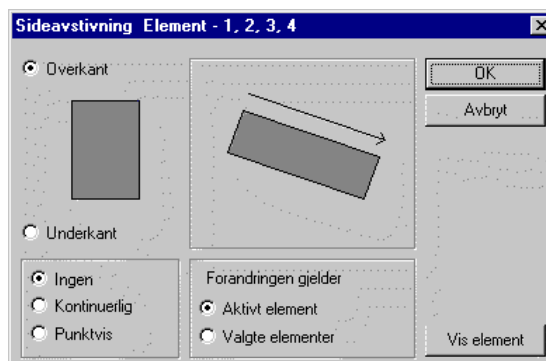 Sideavstivning Element - 1, 2, 3, 4
Overkant
OK
Avbryt
Underkant
Ingen
Kontinuerlig
Punktvis
Forandringen gjelder
Aktivt element
Valgte elementer
Vis element